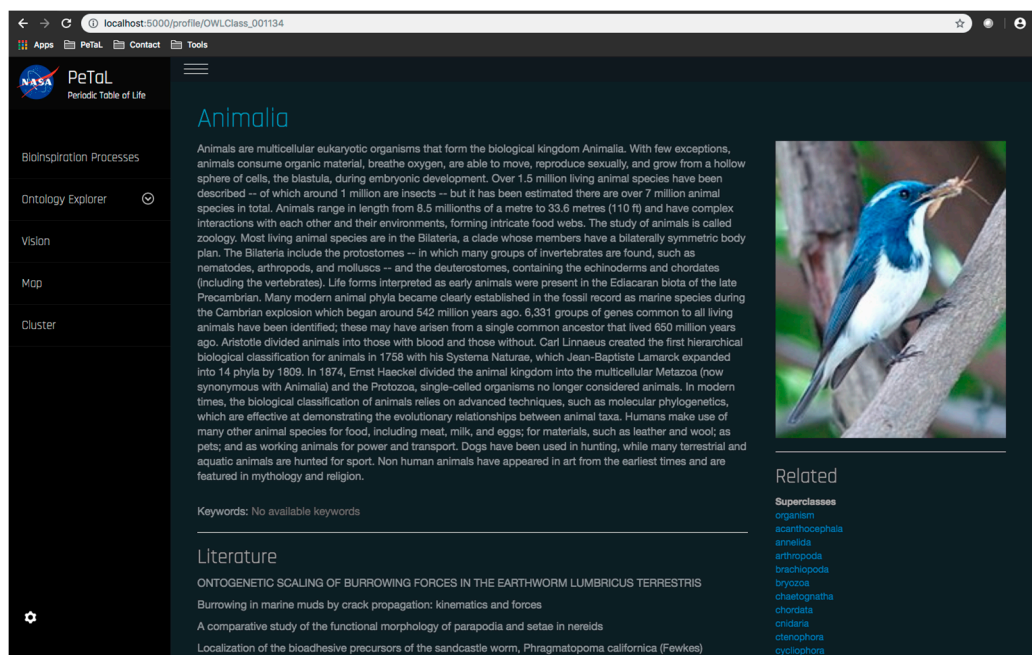 localhost:5000/profile/OWLClass_001134
Apps PeTaL Contact Tools
NASA
PeTaL
Periodic Table of Life
Bioinspiration Processes
Ontology Explorer
Vision
Map
Cluster
Animalia
Animals are multicellular eukaryotic organisms that form the biological kingdom Animalia. With few exceptions,
animals consume organic material, breathe oxygen, are able to move, reproduce sexually, and grow from a hollow
sphere of cells, the blastula, during embryonic development. Over 1.5 million living animal species have been
described -- of which around 1 million are insects -- but it has been estimated there are over 7 million animal
species in total. Animals range in length from 8.5 millionths of a metre to 33.6 metres (110 ft) and have complex
interactions with each other and their environments, forming intricate food webs. The study of animals is called
zoology. Most living animal species are in the Bilateria, a clade whose members have a bilaterally symmetric body
plan. The Bilateria include the protostomes -- in which many groups of invertebrates are found, such as
nematodes, arthropods, and molluscs -- and the deuterostomes, containing the echinoderms and chordates
(including the vertebrates). Life forms interpreted as early animals were present in the Ediacaran biota of the late
Precambrian. Many modern animal phyla became clearly established in the fossil record as marine species during
the Cambrian explosion which began around 542 million years ago. 6,331 groups of genes common to all living
animals have been identified; these may have arisen from a single common ancestor that lived 650 million years
ago. Aristotle divided animals into those with blood and those without. Carl Linnaeus created the first hierarchical
biological classification for animals in 1758 with his Systema Naturae, which Jean-Baptiste Lamarck expanded
into 14 phyla by 1809. In 1874, Ernst Haeckel divided the animal kingdom into the multicellular Metazoa (now
synonymous with Animalia) and the Protozoa, single-celled organisms no longer considered animals. In modern
times, the biological classification of animals relies on advanced techniques, such as molecular phylogenetics,
which are effective at demonstrating the evolutionary relationships between animal taxa. Humans make use of
many other animal species for food, including meat, milk, and eggs; for materials, such as leather and wool; as
pets; and as working animals for power and transport. Dogs have been used in hunting, while many terrestrial and
aquatic animals are hunted for sport. Non human animals have appeared in art from the earliest times and are
featured in mythology and religion.
Keywords: No available keywords
Literature
ONTOGENETIC SCALING OF BURROWING FORCES IN THE EARTHWORM LUMBRICUS TERRESTRIS
Burrowing in marine muds by crack propagation: kinematics and forces
A comparative study of the functional morphology of parapodia and setae in nereids
Localization of the bioadhesive precursors of the sandcastle worm, Phragmatopoma californica (Fewkes)
Related
Superclasses
organism
acanthocephala
annelida
arthropoda
brachiopoda
bryozoa
chaetognatha
chordata
cnidaria
ctenophora
cycliophora